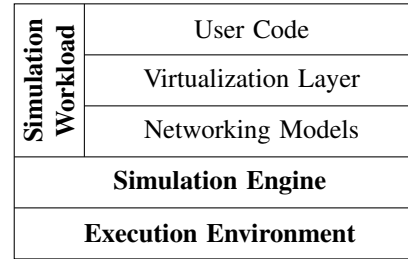 Simulation
Workload
User Code
Virtualization Layer
Networking Models
Simulation Engine
Execution Environment